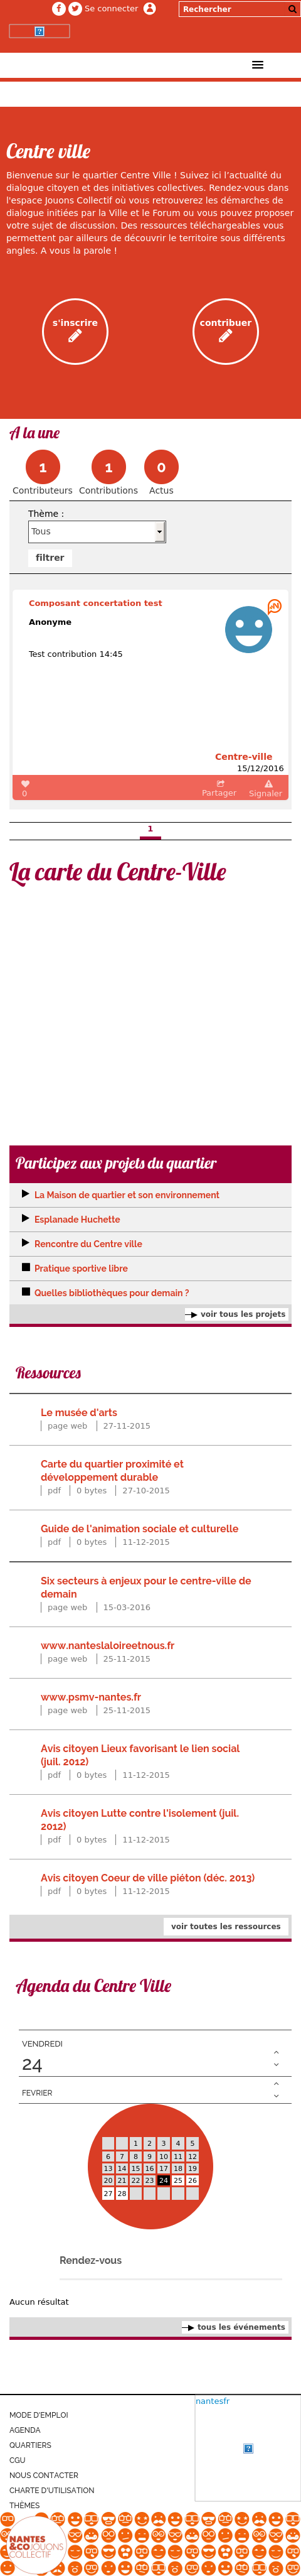 Se connecter
Rechercher
Centre ville
Bienvenue sur le quartier Centre Ville ! Suivez ici l’actualité du
dialogue citoyen et des initiatives collectives. Rendez-vous dans
l'espace Jouons Collectif où vous retrouverez les démarches de
dialogue initiées par la Ville et le Forum ou vous pouvez proposer
votre sujet de discussion. Des ressources téléchargeables vous
permettent par ailleurs de découvrir le territoire sous différents
angles. A vous la parole !
s'inscrire
contribuer
A la une
1
1
0
Contributeurs
Contributions
Actus
Thème :
Tous
filtrer
Composant concertation test
Anonyme
Test contribution 14:45
Centre-ville
15/12/2016
0
Partager
Signaler
1
La carte du Centre-Ville
Participez aux projets du quartier
La Maison de quartier et son environnement
Esplanade Huchette
Rencontre du Centre ville
Pratique sportive libre
Quelles bibliothèques pour demain ?
voir tous les projets
Ressources
Le musée d'arts
page web 27-11-2015
Carte du quartier proximité et
développement durable
pdf 0 bytes 27-10-2015
Guide de l'animation sociale et culturelle
pdf 0 bytes 11-12-2015
Six secteurs à enjeux pour le centre-ville de
demain
page web 15-03-2016
www.nanteslaloireetnous.fr
page web 25-11-2015
www.psmv-nantes.fr
page web 25-11-2015
Avis citoyen Lieux favorisant le lien social
(juil. 2012)
pdf 0 bytes 11-12-2015
Avis citoyen Lutte contre l'isolement (juil.
2012)
pdf 0 bytes 11-12-2015
Avis citoyen Coeur de ville piéton (déc. 2013)
pdf 0 bytes 11-12-2015
voir toutes les ressources
Agenda du Centre Ville
VENDREDI
24
FEVRIER
1 2 3 4 5
6 7 8 9 10 11 12
13 14 15 16 17 18 19
20 21 22 23 24 25 26
27 28
Rendez-vous
Aucun résultat
tous les événements
nantesfr
MODE D'EMPLOI
AGENDA
QUARTIERS
CGU
NOUS CONTACTER
CHARTE D'UTILISATION
THÈMES
NANTES
&CO JOUONS
COLLECTIF